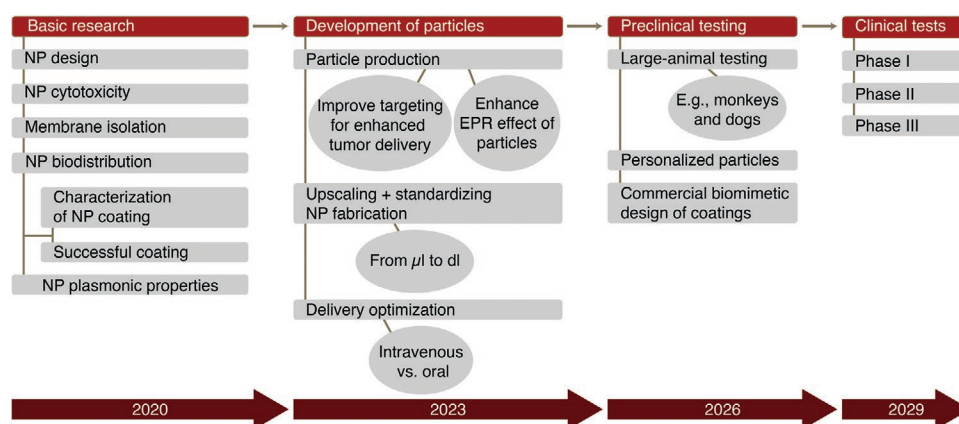 Basic research
NP design
NP cytotoxicity
Membrane isolation
NP biodistribution
Characterization
of NP coating
Successful coating
NP plasmonic properties
2020
Development of particles
Particle production
Improve targeting
for enhanced
tumor delivery
Enhance
EPR effect of
particles
Upscaling + standardizing
NP fabrication
From µl to dl
Delivery optimization
Intravenous
vs. oral
2023
Preclinical testing
Large-animal testing
E.g., monkeys
and dogs
Personalized particles
Commercial biomimetic
design of coatings
2026
Clinical tests
Phase I
Phase II
Phase III
2029